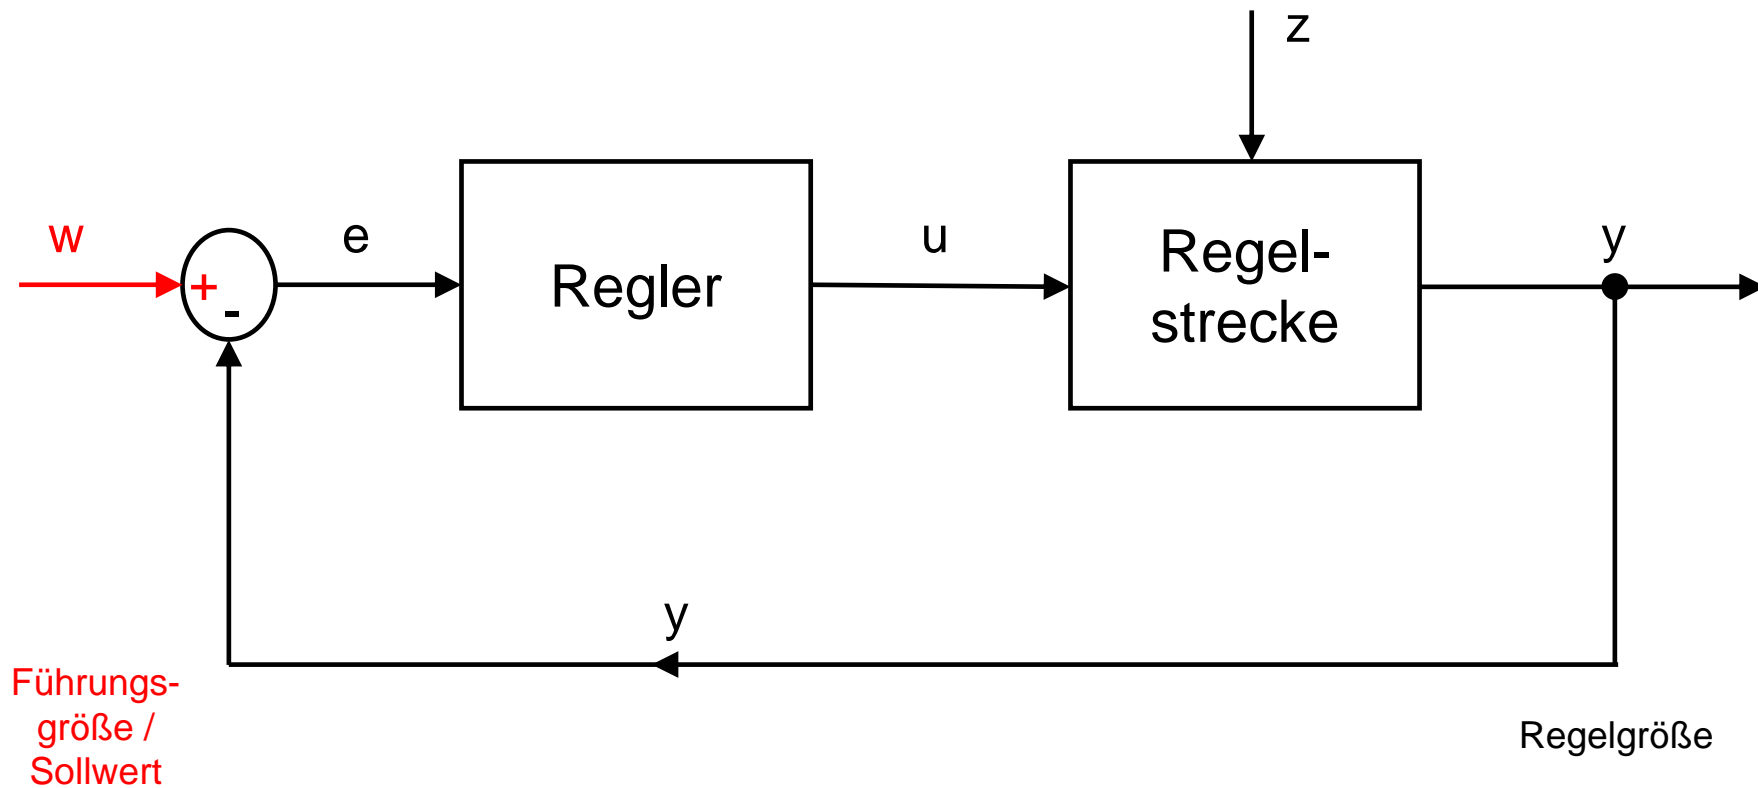 z
w
e
u
y
+
-
Regler
Regel-
strecke
y
Führungs-
größe /
Sollwert
Regelgröße